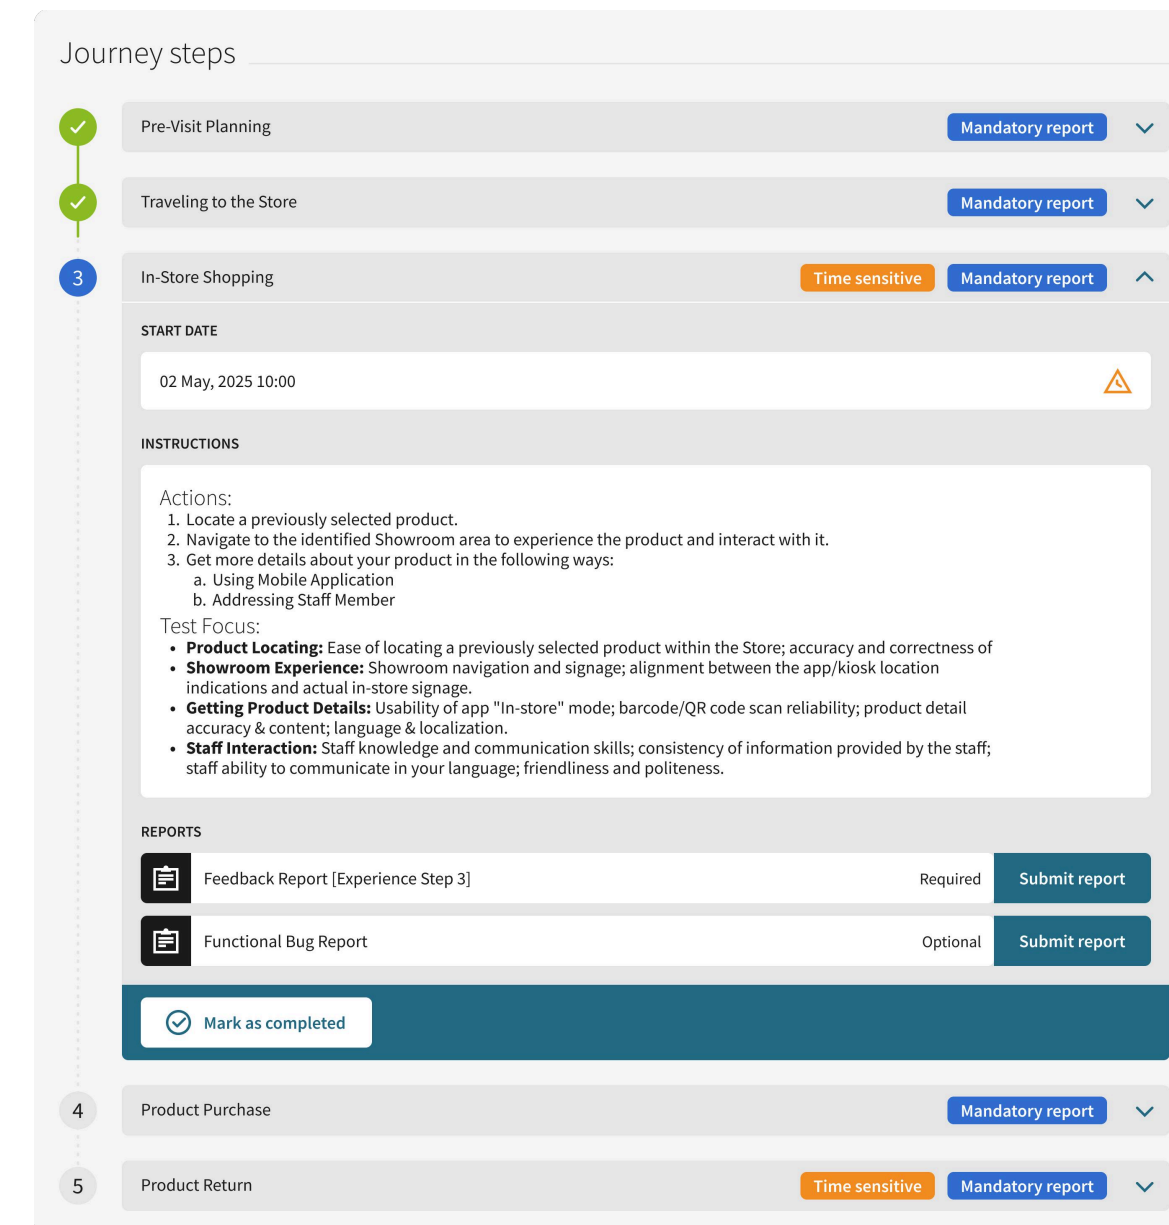 Journey steps
Pre-Visit Planning Mandatory report
Traveling to the Store Mandatory report
3 In-Store Shopping Time sensitive Mandatory report
START DATE
02 May, 2025 10:00
INSTRUCTIONS
Actions:
1. Locate a previously selected product.
2. Navigate to the identified Showroom area to experience the product and interact with it.
3. Get more details about your product in the following ways:
a. Using Mobile Application
b. Addressing Staff Member
Test Focus:
• Product Locating: Ease of locating a previously selected product within the Store; accuracy and correctness of
• Showroom Experience: Showroom navigation and signage; alignment between the app/kiosk location
indications and actual in-store signage.
• Getting Product Details: Usability of app "In-store" mode; barcode/QR code scan reliability; product detail
accuracy & content; language & localization.
• Staff Interaction: Staff knowledge and communication skills; consistency of information provided by the staff;
staff ability to communicate in your language; friendliness and politeness.
REPORTS
Feedback Report [Experience Step 3] Required Submit report
Functional Bug Report Optional Submit report
Mark as completed
4 Product Purchase Mandatory report
5 Product Return Time sensitive Mandatory report